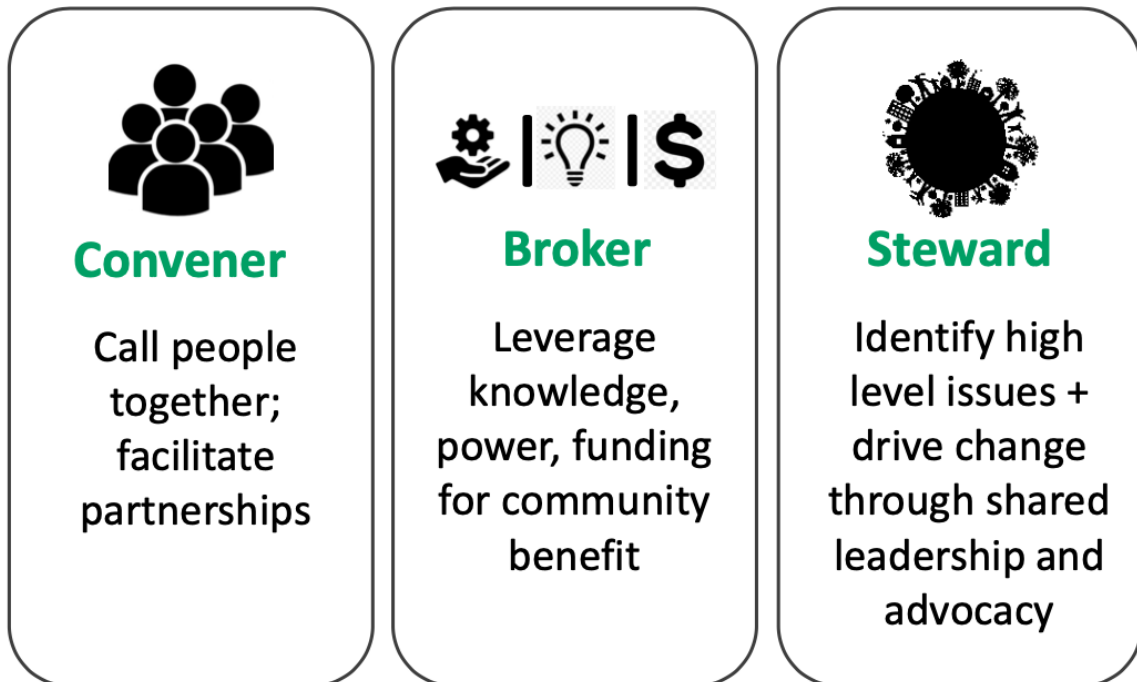 Convener
Call people
together;
facilitate
partnerships
Broker
Leverage
knowledge,
power, funding
for community
benefit
Steward
Identify high
level issues +
drive change
through shared
leadership and
advocacy